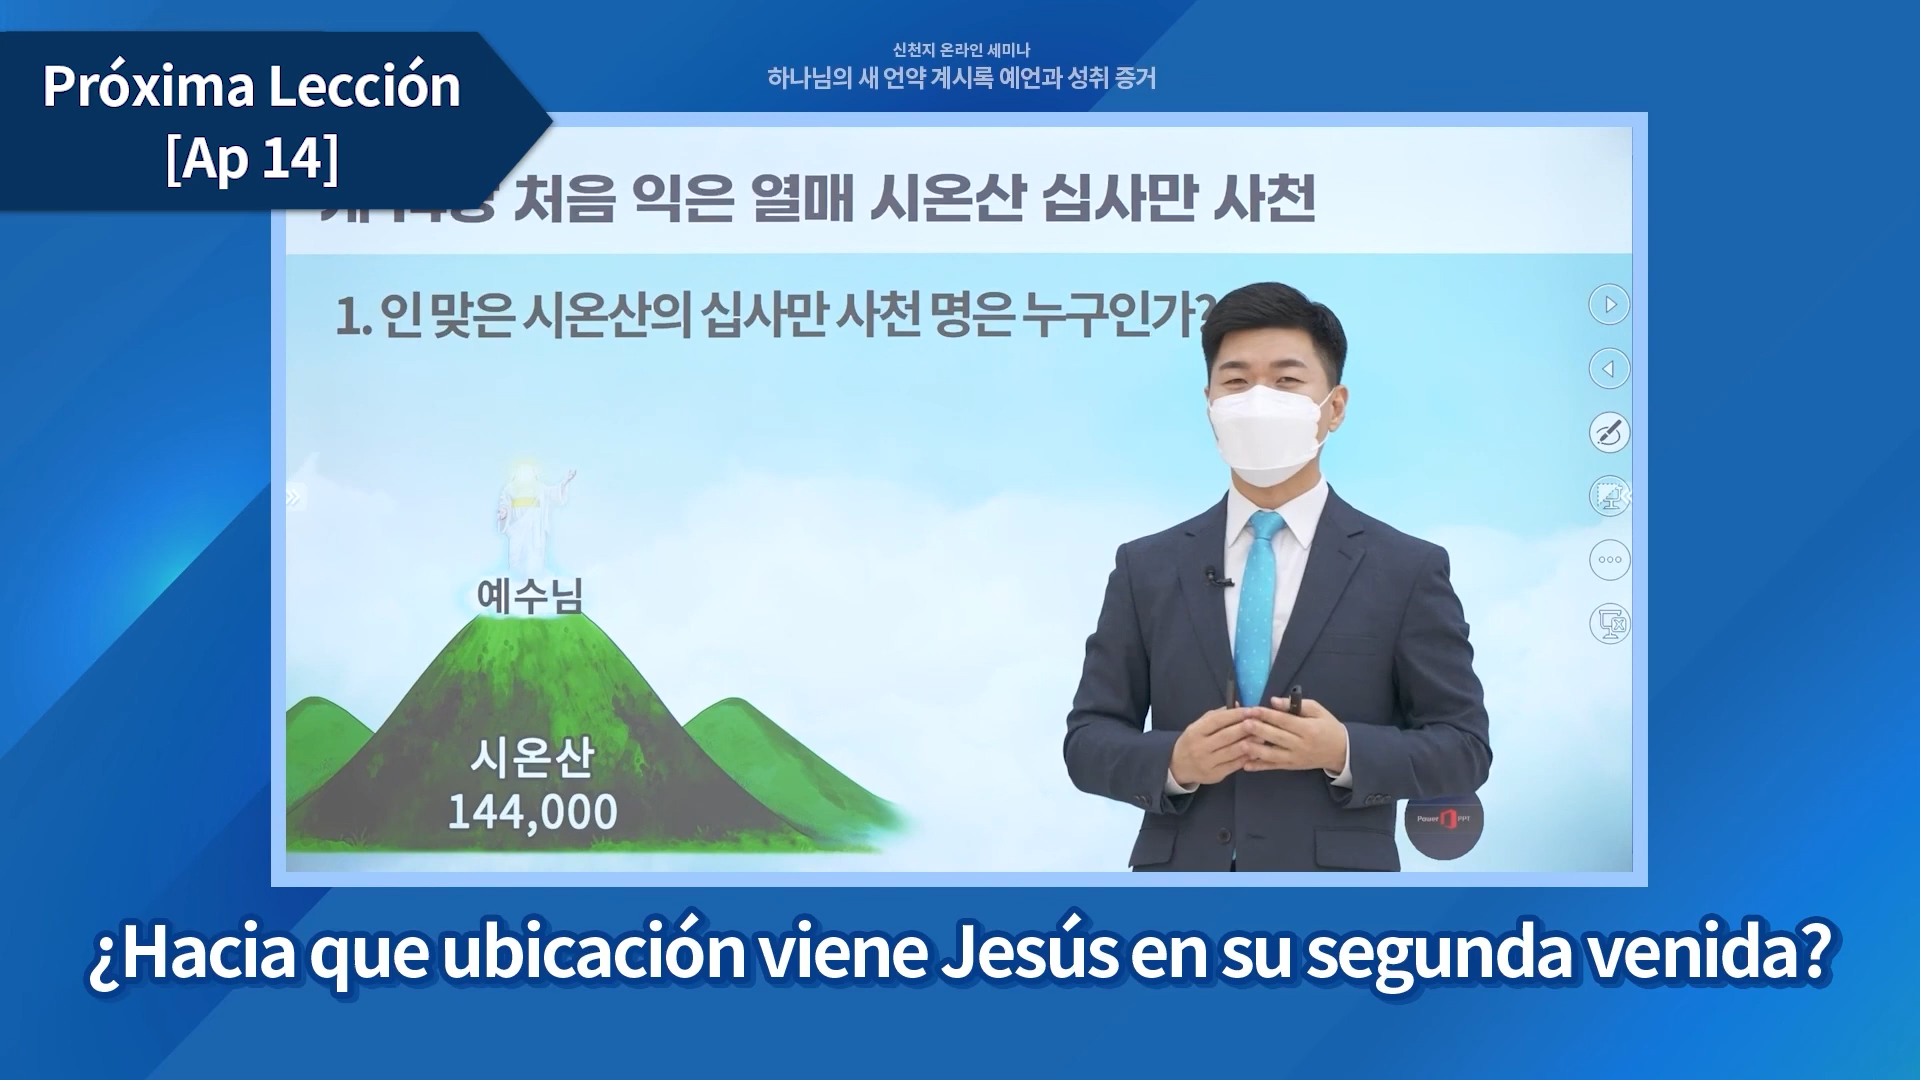 Próxima Lección
[Ap 14]
신천지 온라인 세미나
하나님의 새 언약 계시록 예언과 성취 증거
처음 익은 열매 시온산 십사만 사천
1. 인 맞은 시온산의 십사만 사천 명은 누구인가?
예수님
시온산
144,000
Power PPT
¿Hacia que ubicación viene Jesús en su segunda venida?